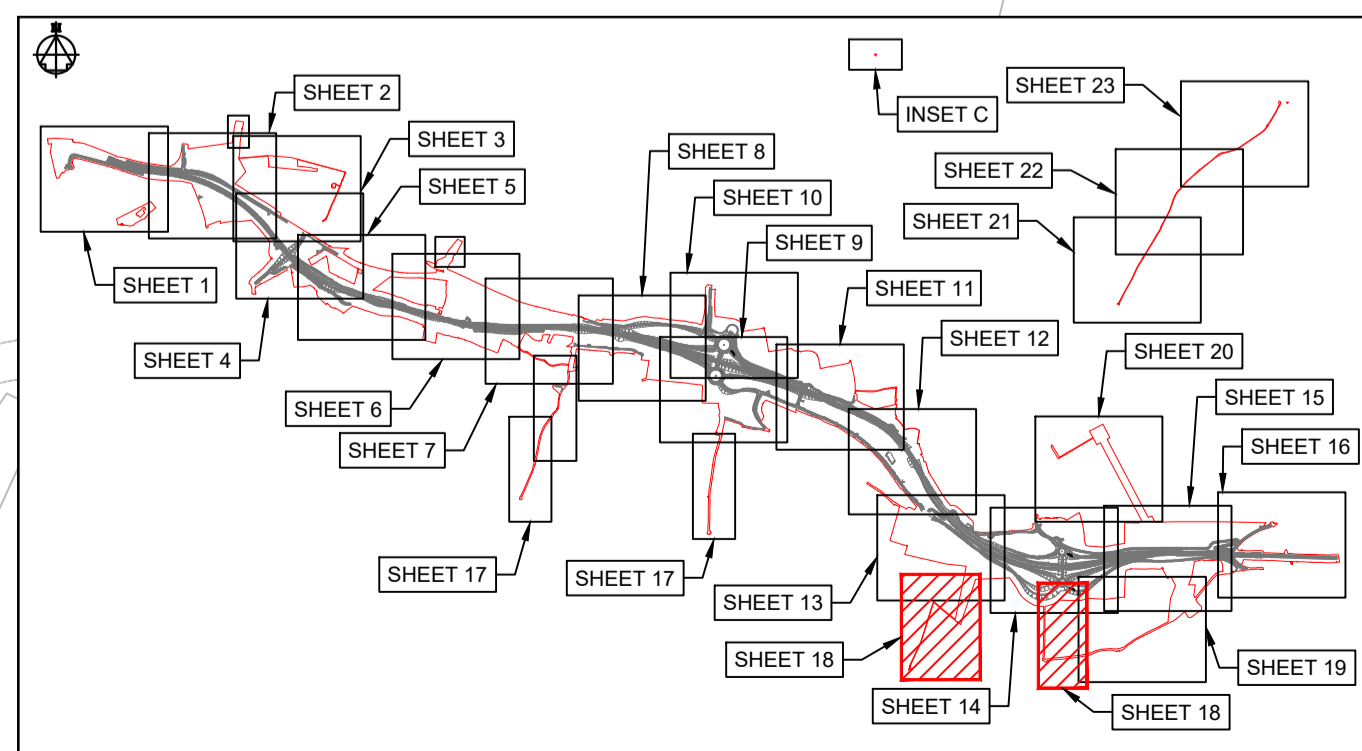 SHEET 2
SHEET 23
INSET C
SHEET 3
SHEET 8
SHEET 22
SHEET 5
SHEET 10
SHEET 21
SHEET 9
SHEET 1
SHEET 11
SHEET 12
SHEET 4
SHEET 20
SHEET 15
SHEET 6
SHEET 7
SHEET 16
SHEET 17
SHEET 17
SHEET 13
SHEET 18
SHEET 19
SHEET 14
SHEET 18